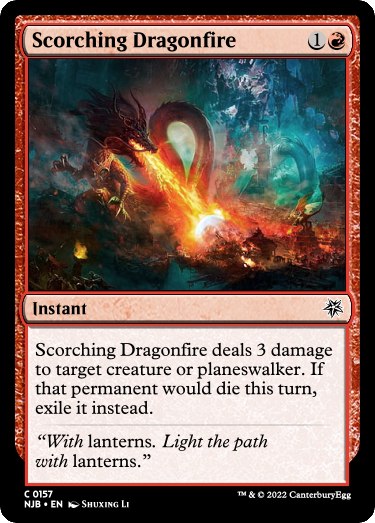 Scorching Dragonfire 1
Instant
Scorching Dragonfire deals 3 damage
to target creature or planeswalker. If
that permanent would die this turn,
exile it instead.
“With lanterns. Light the path
with lanterns.”
C 0157
NJB • EN Shuxing Li
™ & © 2022 CanterburyEgg